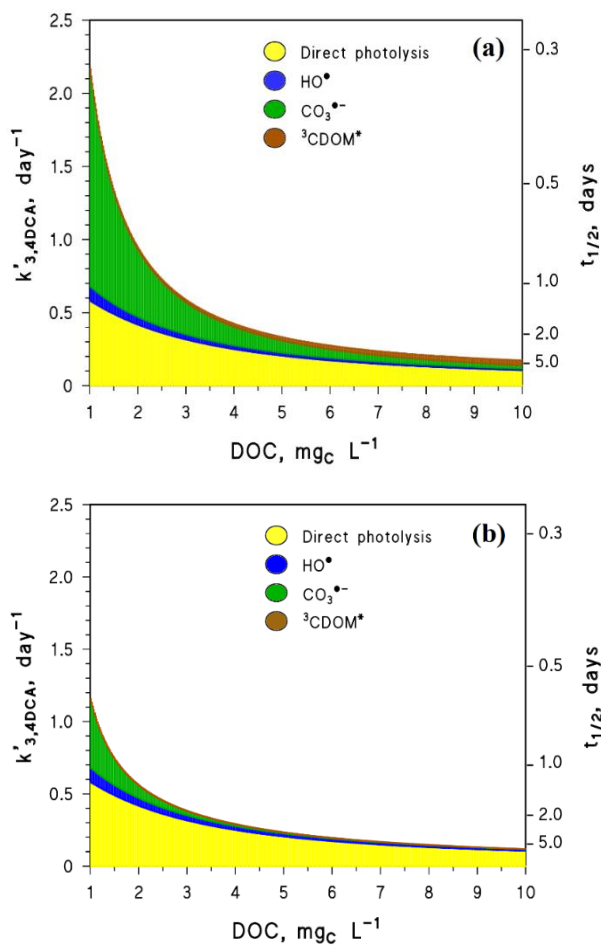 (a)
Direct photolysis
HO•
CO₃•⁻
³CDOM*
2.5
2.0
1.5
1.0
0.5
0
k'₃,₄DCA, day⁻¹
0.3
0.5
1.0
2.0
5.0
t₁/₂, days
1 2 3 4 5 6 7 8 9 10
DOC, mg_C L⁻¹
(b)
Direct photolysis
HO•
CO₃•⁻
³CDOM*
2.5
2.0
1.5
1.0
0.5
0
k'₃,₄DCA, day⁻¹
0.3
0.5
1.0
2.0
5.0
t₁/₂, days
1 2 3 4 5 6 7 8 9 10
DOC, mg_C L⁻¹